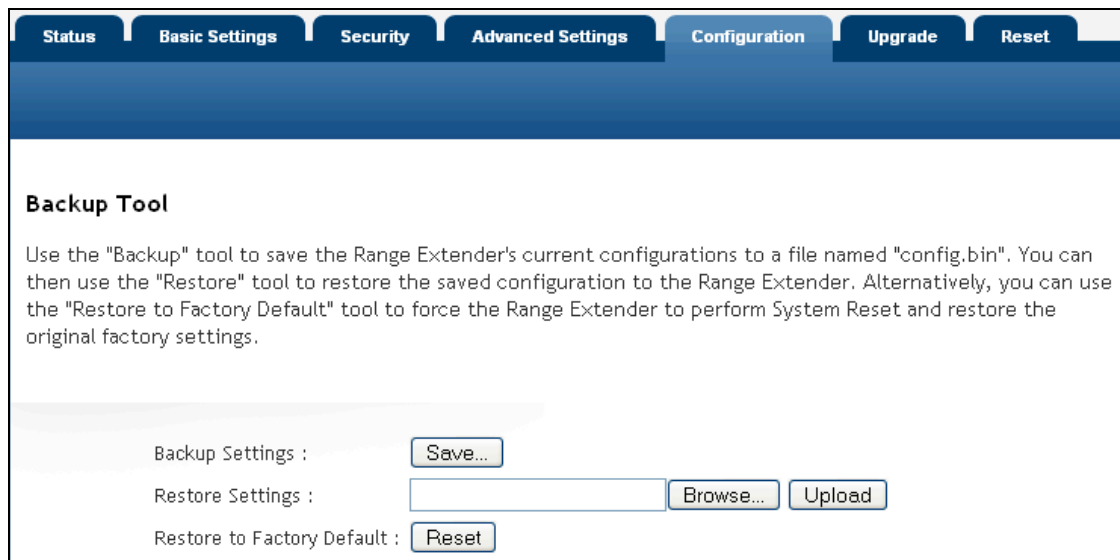 Status Basic Settings Security Advanced Settings Configuration Upgrade Reset
Backup Tool
Use the "Backup" tool to save the Range Extender's current configurations to a file named "config.bin". You can
then use the "Restore" tool to restore the saved configuration to the Range Extender. Alternatively, you can use
the "Restore to Factory Default" tool to force the Range Extender to perform System Reset and restore the
original factory settings.
Backup Settings : Save...
Restore Settings : Browse... Upload
Restore to Factory Default : Reset